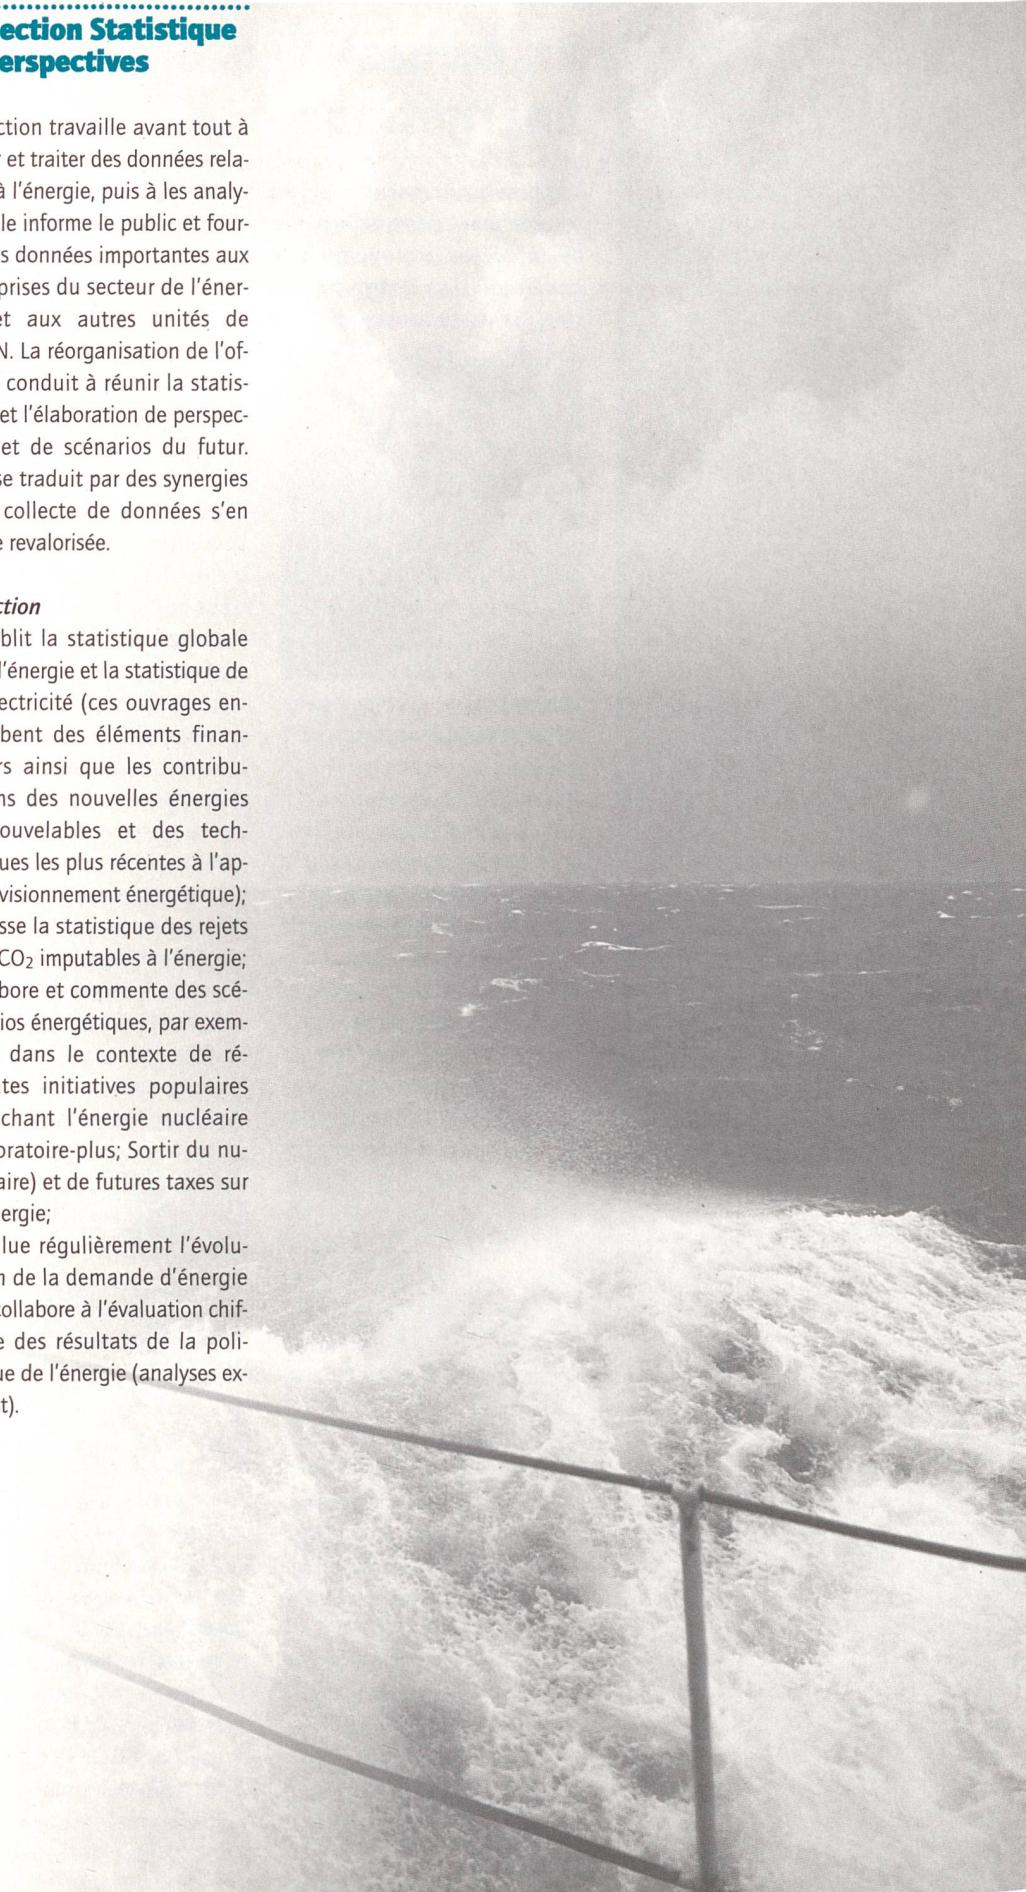 ection Statistique
erspectives
ction travaille avant tout à
et traiter des données rela-
à l'énergie, puis à les analy-
le informe le public et four-
s données importantes aux
prises du secteur de l'éner-
et aux autres unités de
N. La réorganisation de l'of-
conduit à réunir la statis-
et l'élaboration de perspec-
et de scénarios du futur.
se traduit par des synergies
collecte de données s'en
e revalorisée.
ction
blit la statistique globale
l'énergie et la statistique de
ectricité (ces ouvrages en-
bent des éléments finan-
rs ainsi que les contribu-
ns des nouvelles énergies
ouvelables et des tech-
ues les plus récentes à l'ap-
visionnement énergétique);
sse la statistique des rejets
CO2 imputables à l'énergie;
bore et commente des scé-
ios énergétiques, par exem-
dans le contexte de ré-
tes initiatives populaires
chant l'énergie nucléaire
oratoire-plus; Sortir du nu-
aire) et de futures taxes sur
ergie;
lue régulièrement l'évolu-
n de la demande d'énergie
collabore à l'évaluation chif-
e des résultats de la poli-
ue de l'énergie (analyses ex-
t).